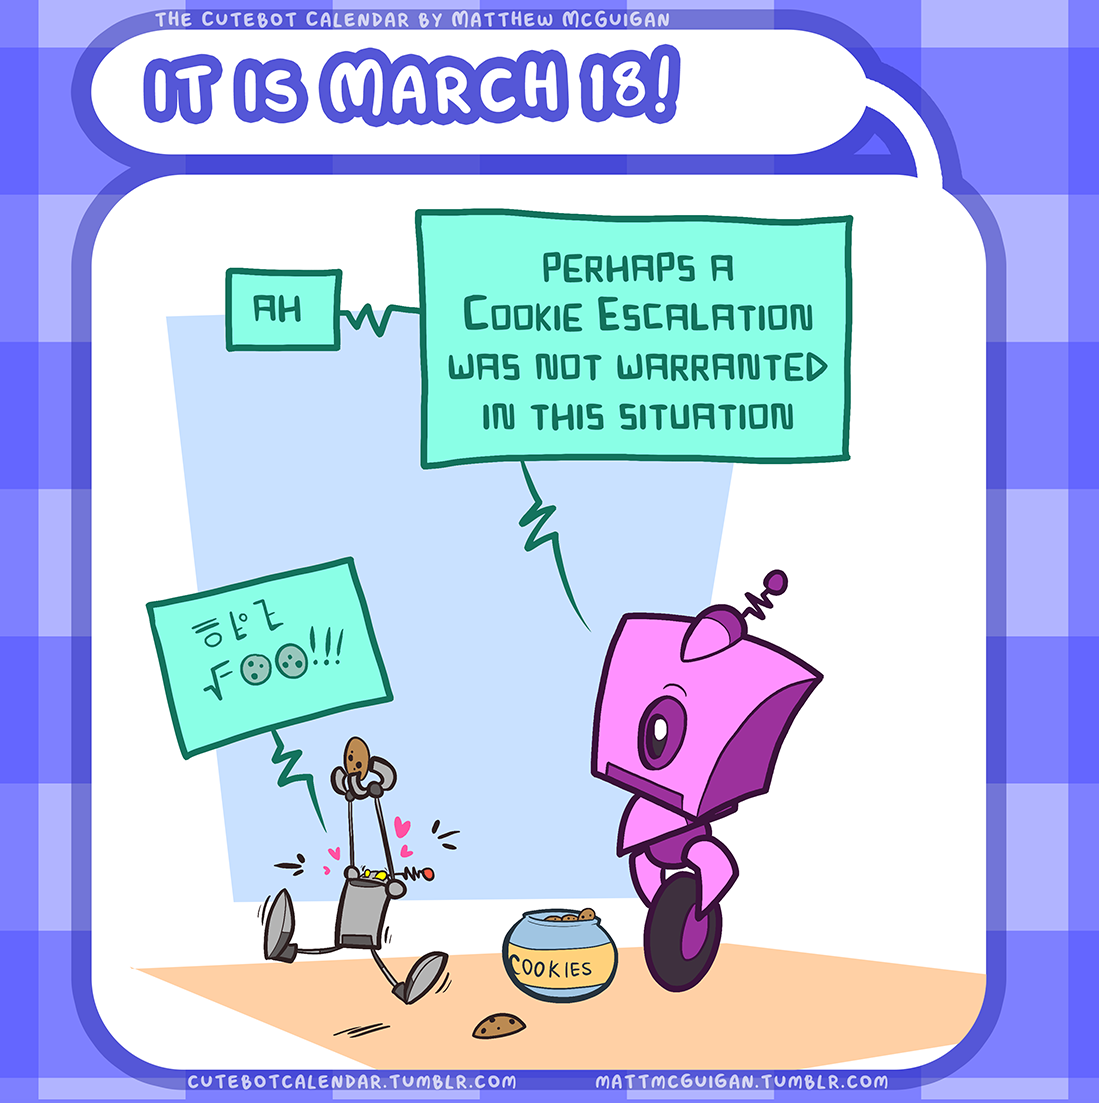 THE CUTEBOT CALENDAR BY MATTHEW MCGUIGAN
IT IS MARCH 18!
AH
PERHAPS A
COOKIE ESCALATION
WAS NOT WARRANTED
IN THIS SITUATION
COOKIES
CUTEBOTCALENDAR.TUMBLR.COM
MATTMCGUIGAN.TUMBLR.COM